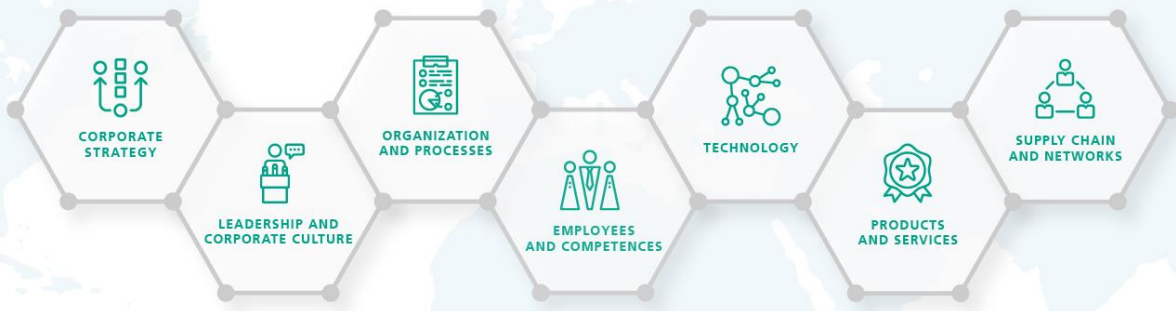 CORPORATE
STRATEGY
LEADERSHIP AND
CORPORATE CULTURE
ORGANIZATION
AND PROCESSES
EMPLOYEES
AND COMPETENCES
TECHNOLOGY
PRODUCTS
AND SERVICES
SUPPLY CHAIN
AND NETWORKS